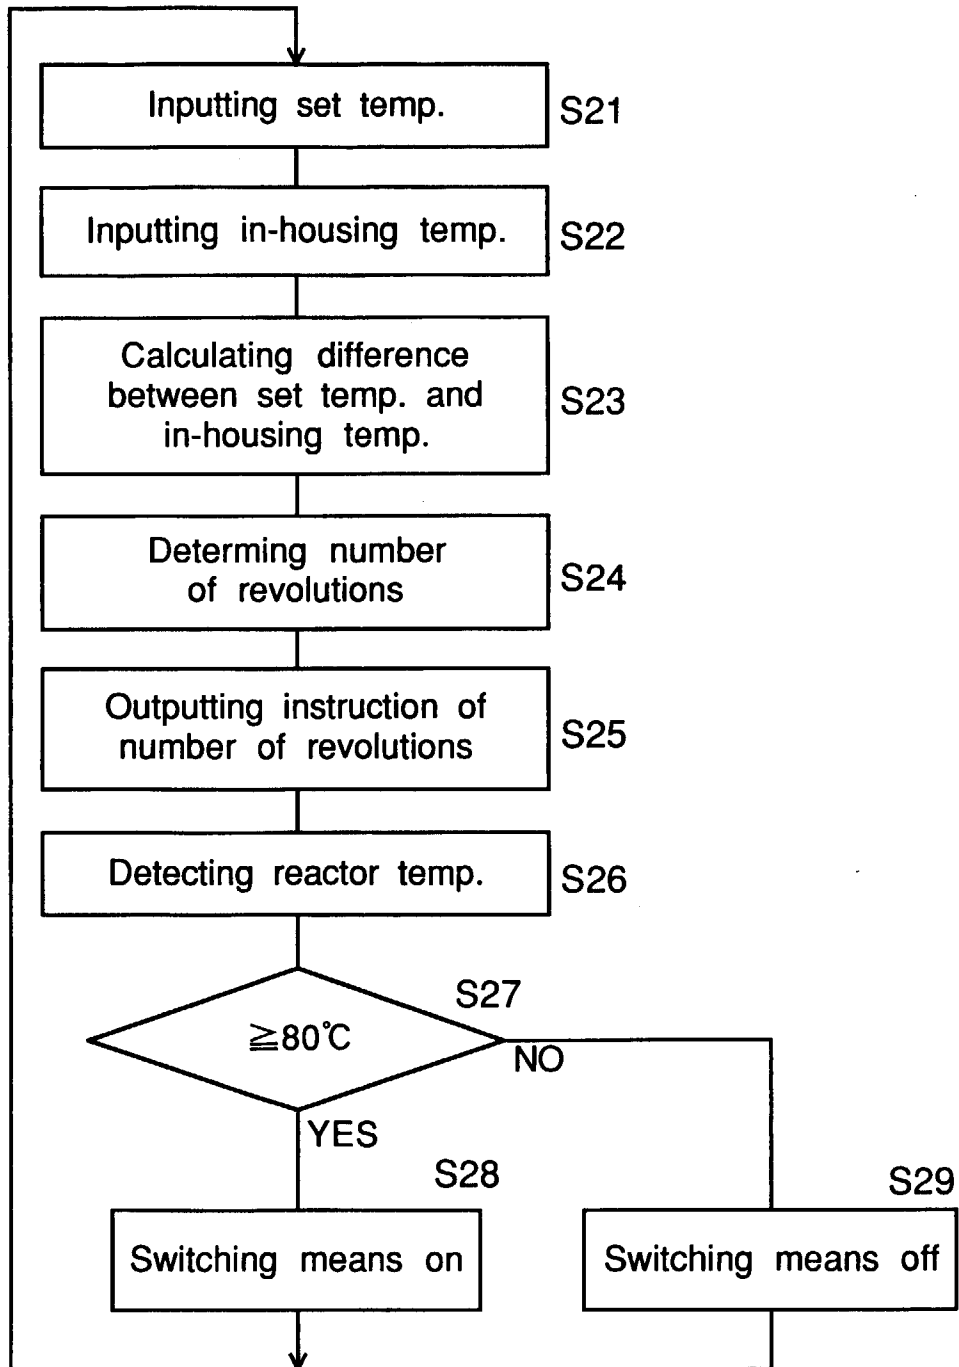 Inputting set temp.
S21
Inputting in-housing temp.
S22
Calculating difference
between set temp. and
in-housing temp.
S23
Determing number
of revolutions
S24
Outputting instruction of
number of revolutions
S25
Detecting reactor temp.
S26
S27
≧80℃
NO
YES
S28
Switching means on
S29
Switching means off